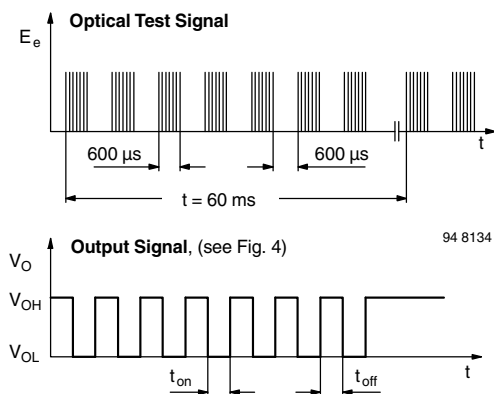 Optical Test Signal
E e
t
600 µs
600 µs
t = 60 ms
94 8134
Output Signal, (see Fig. 4)
V O
V OH
V OL
t on
t off
t